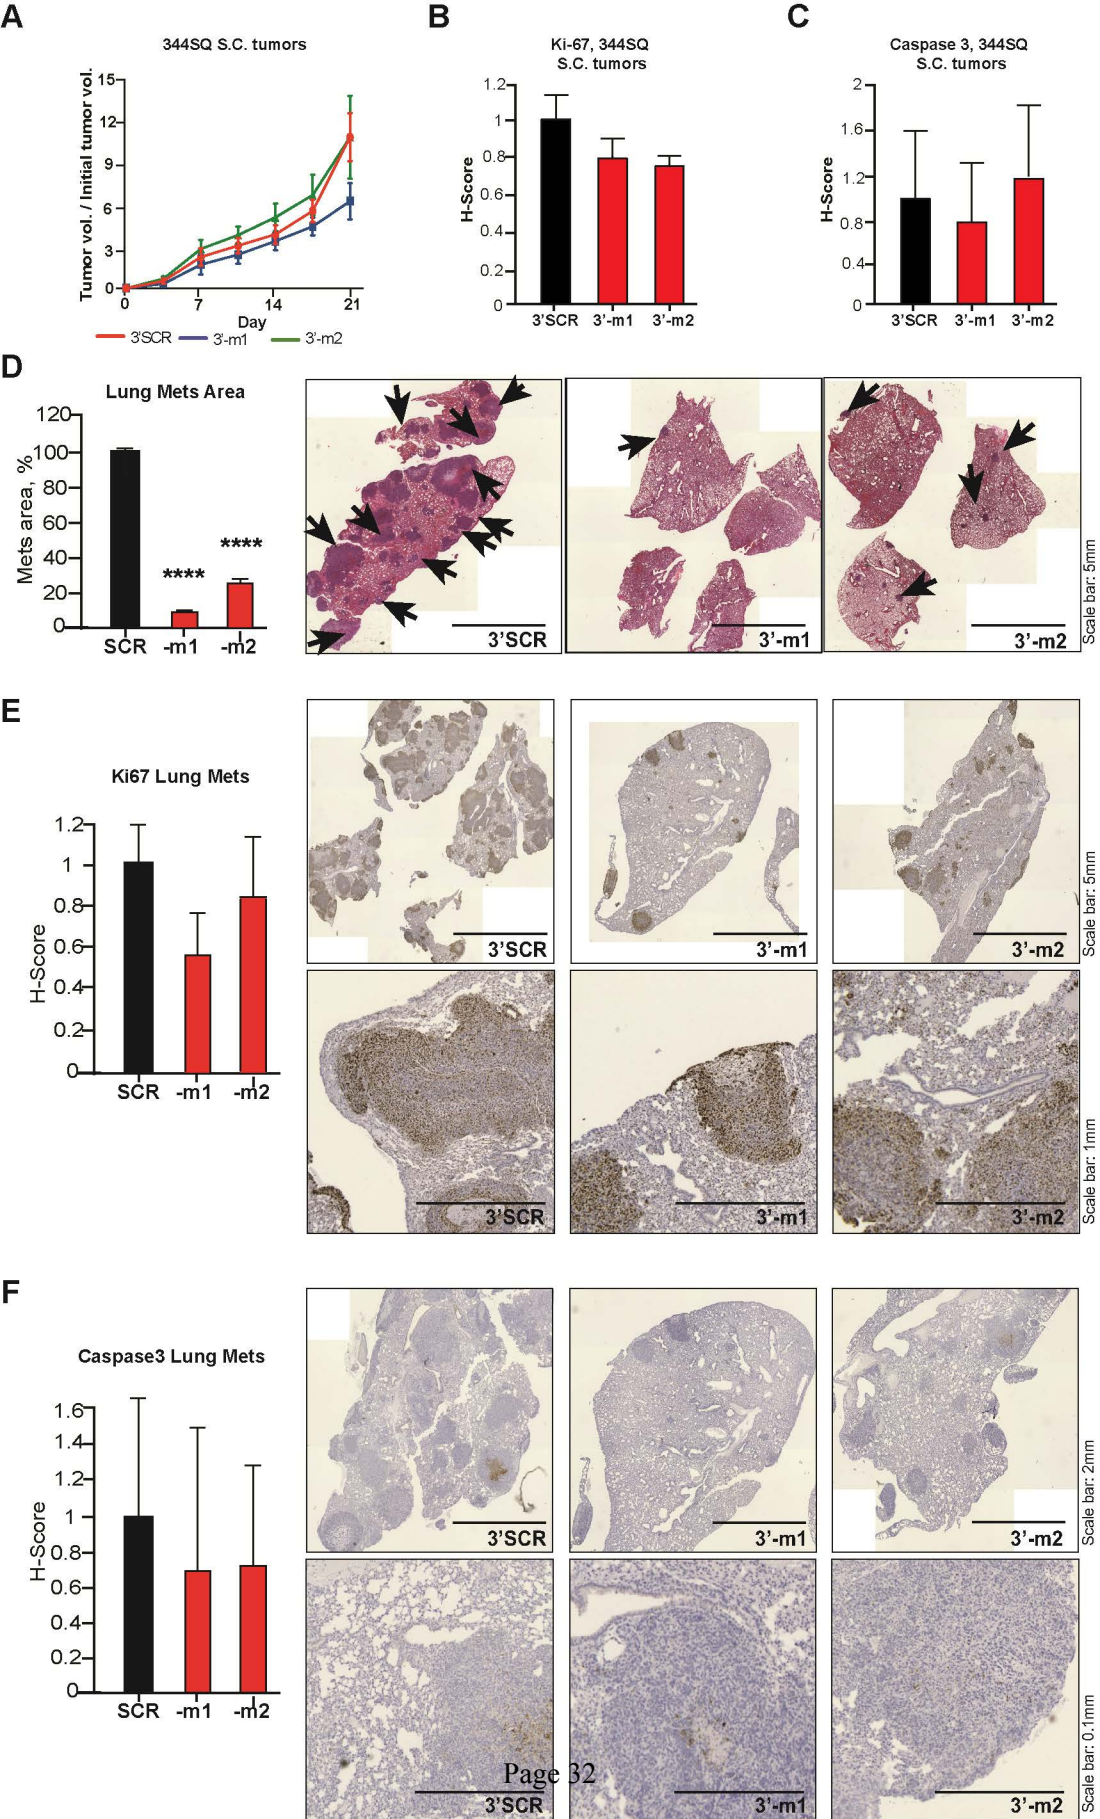 A
344SQ S.C. tumors
Tumor vol. / Initial tumor vol.
15
12
9
6
3
0
0 7 14 21
Day
3'SCR 3'-m1 3'-m2
B
Ki-67, 344SQ
S.C. tumors
H-Score
1.2
1
0.8
0.6
0.4
0.2
0
3'SCR 3'-m1 3'-m2
C
Caspase 3, 344SQ
S.C. tumors
H-Score
2
1.6
1.2
0.8
0.4
0
3'SCR 3'-m1 3'-m2
D
Lung Mets Area
Mets area, %
120
100
80
60
40
20
0
****
****
SCR -m1 -m2
3'SCR
3'-m1
3'-m2
Scale bar: 5mm
E
Ki67 Lung Mets
H-Score
1.2
1
0.8
0.6
0.4
0.2
0
SCR -m1 -m2
3'SCR
3'-m1
3'-m2
Scale bar: 5mm
3'SCR
3'-m1
3'-m2
Scale bar: 1mm
F
Caspase3 Lung Mets
H-Score
1.6
1.4
1.2
1
0.8
0.6
0.4
0.2
0
SCR -m1 -m2
3'SCR
3'-m1
3'-m2
Scale bar: 2mm
3'SCR
3'-m1
3'-m2
Scale bar: 0.1mm
Page 32